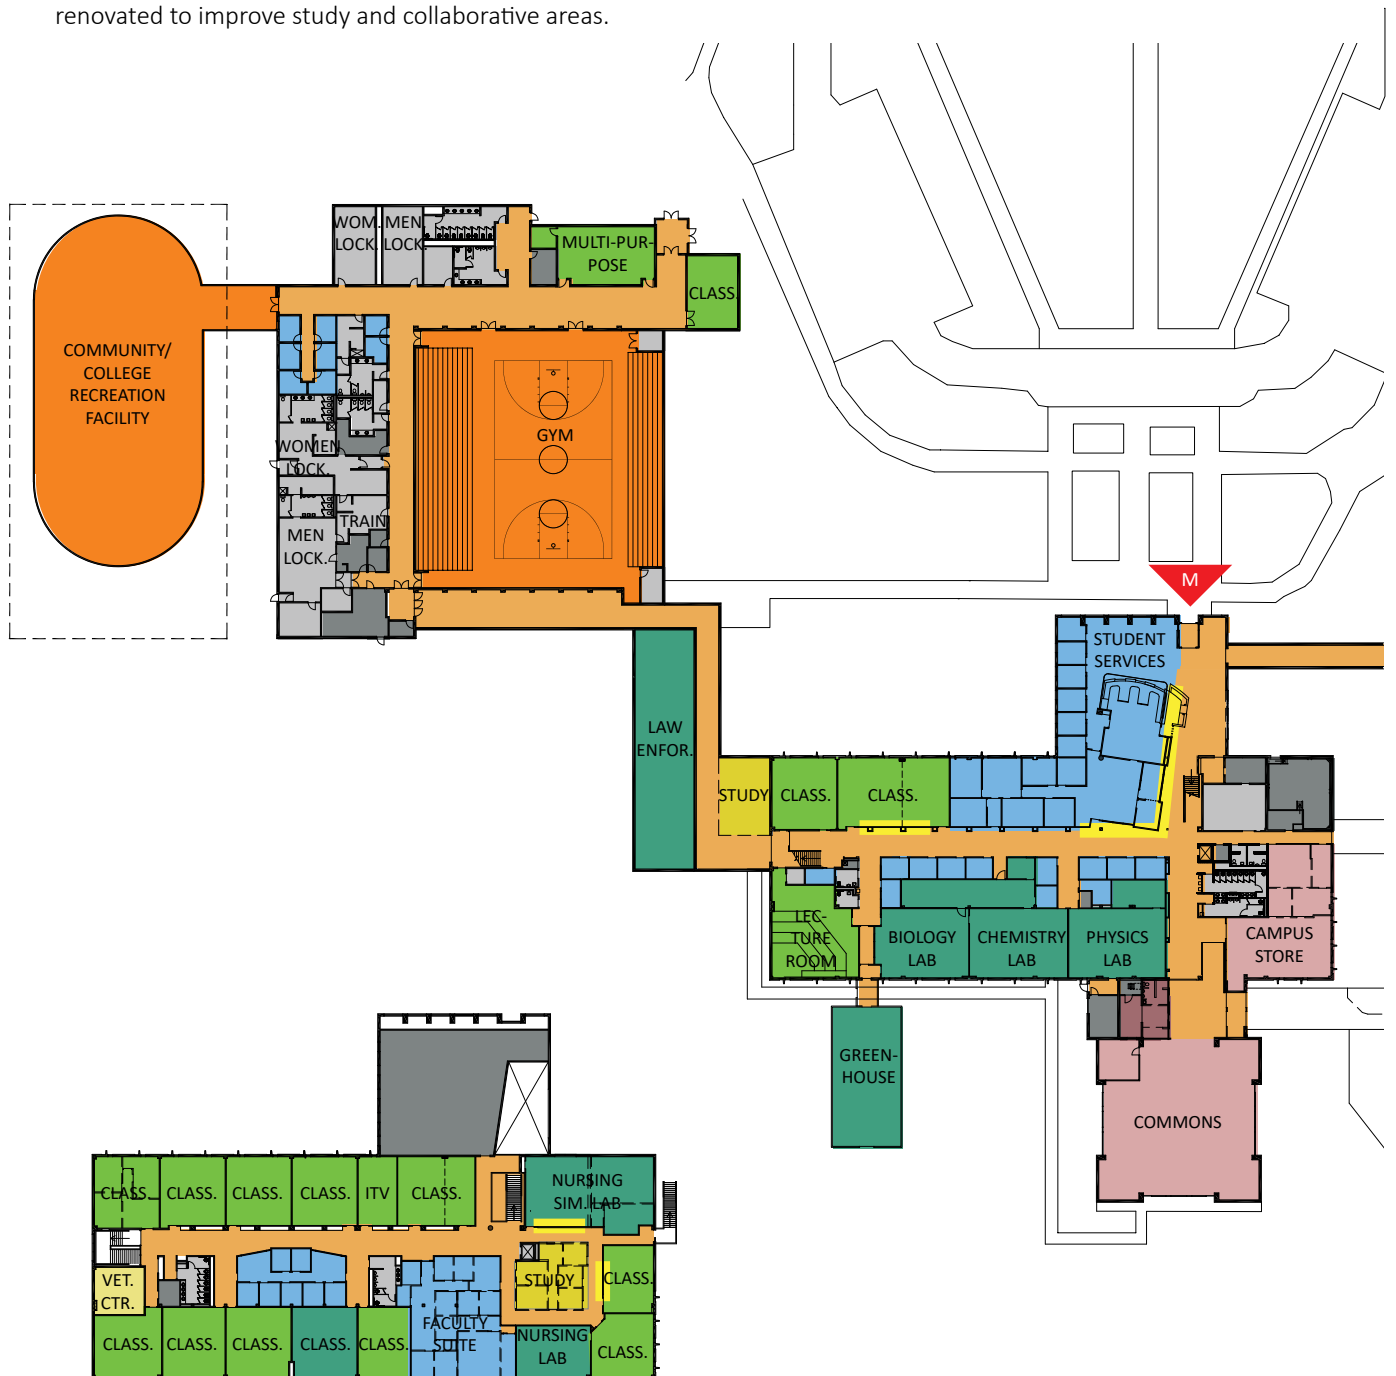 renovated to improve study and collaborative areas.
WOM.
LOCK.
MEN
LOCK.
MULTI-PUR-
POSE
CLASS.
COMMUNITY/
COLLEGE
RECREATION
FACILITY
GYM
WOMEN
LOCK.
TRAIN
MEN
LOCK.
M
STUDENT
SERVICES
LAW
ENFOR.
STUDY
CLASS.
CLASS.
LEC-
TURE
ROOM
BIOLOGY
LAB
CHEMISTRY
LAB
PHYSICS
LAB
CAMPUS
STORE
GREEN-
HOUSE
COMMONS
CLASS.
CLASS.
CLASS.
CLASS.
ITV
CLASS.
NURSING
SIM. LAB
VET.
CTR.
STUDY
CLASS.
CLASS.
CLASS.
CLASS.
CLASS.
CLASS.
FACULTY
SUITE
NURSING
LAB
CLASS.